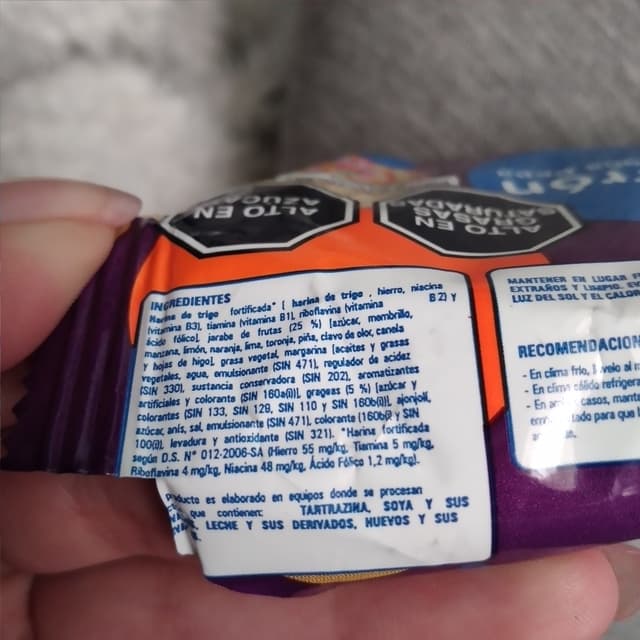 ALTO EN
AZÚCAR
ALTO EN
GRASAS
SATURADAS
INGREDIENTES
de trigo fortificada* ( harina de trigo , hierro, niacina
(vitamina B3), tiamina (vitamina B1), riboflavina (vitamina B2) y
ácido fólico), jarabe de frutas (25 %) [azúcar, membrillo,
manzana, limón, naranja, lima, toronja, piña, clavo de olor, canela
y hojas de higo], grasa vegetal, margarina [aceites y grasas
vegetales, agua, emulsionante (SIN 471), regulador de acidez
(SIN 330), sustancia conservadora (SIN 202), aromatizantes
artificiales y colorante (SIN 160a(i))], grageas (5 %) [azúcar y
colorantes (SIN 133, SIN 129, SIN 110 y SIN 160b(i)], ajonjolí,
azúcar, anís, sal, emulsionante (SIN 471), colorante (160b y SIN
100(i)), levadura y antioxidante (SIN 321). *Harina fortificada
según D.S. N° 012-2006-SA (Hierro 55 mg/kg, Tiamina 5 mg/kg,
Riboflavina 4 mg/kg, Niacina 48 mg/kg, Ácido Fólico 1,2 mg/kg).
producto es elaborado en equipos donde se procesan
que contienen: TARTRAZINA, SOYA Y SUS
LECHE Y SUS DERIVADOS, HUEVOS Y SUS
MANTENER EN LUGAR
EXTRAÑOS Y LIMPIO.
LUZ DEL SOL Y EL CALOR
RECOMENDACION
- En clima frío,
- En clima cálido refriger
- En casos, mante
para que